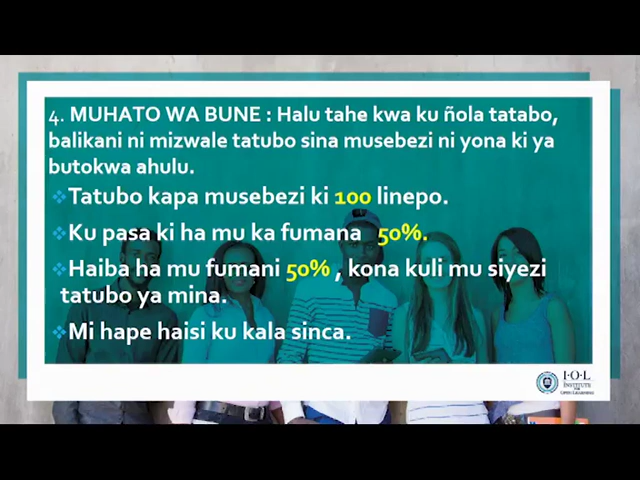 4. MUHATO WA BUNE : Halu tahe kwa ku ñola tatabo,
balikani ni mizwale tatubo sina musebezi ni yona ki ya
butokwa ahulu.
Tatubo kapa musebezi ki 100 linepo.
Ku pasa ki ha mu ka fumana 50%.
Haiba ha mu fumani 50% , kona kuli mu siyezi
tatubo ya mina.
Mi hape haisi ku kala sinca.
I·O·L
INSTITUTE
FOR
OPEN LEARNING